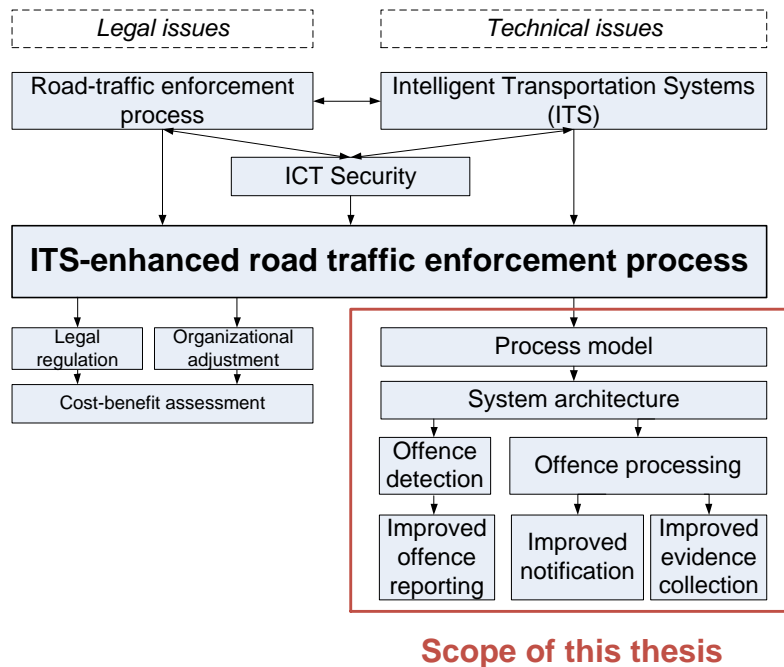 Legal issues
Technical issues
Road-traffic enforcement
process
Intelligent Transportation Systems
(ITS)
ICT Security
ITS-enhanced road traffic enforcement process
Legal
regulation
Organizational
adjustment
Cost-benefit assessment
Process model
System architecture
Offence
detection
Offence processing
Improved
offence
reporting
Improved
notification
Improved
evidence
collection
Scope of this thesis